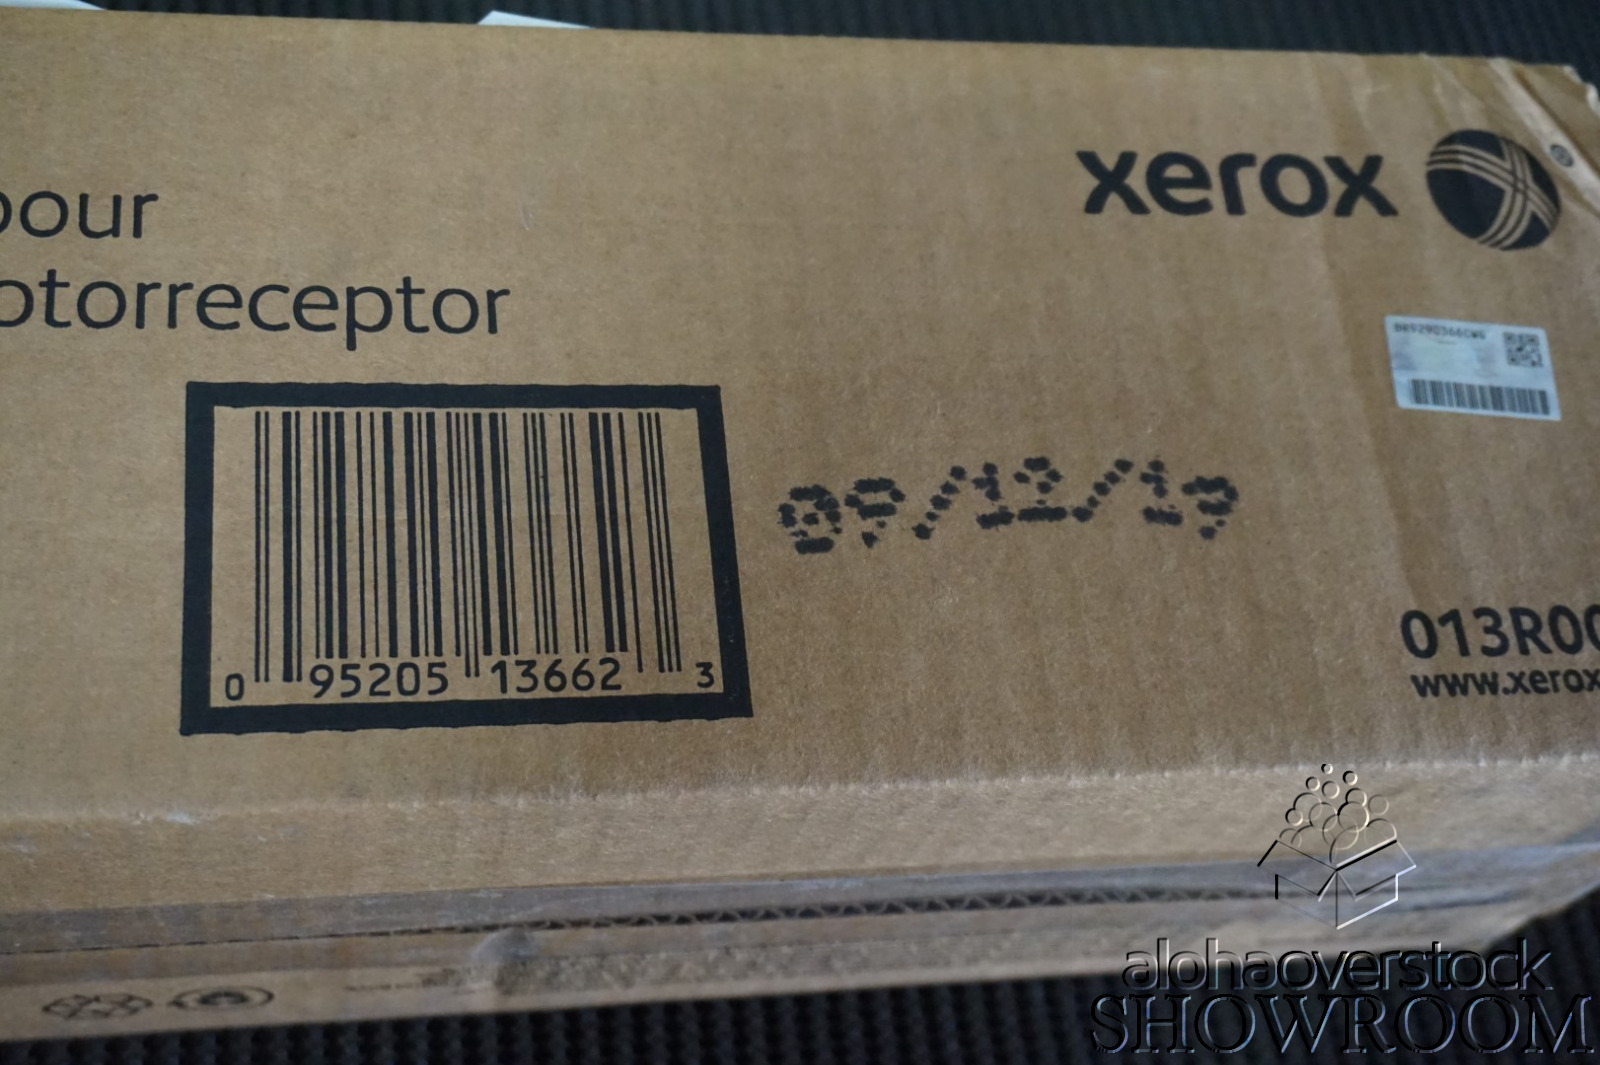 xerox
pour
otorreceptor
09/12/19
0 95205 13662 3
013R00
www.xerox
alohaoverstock
SHOWROOM